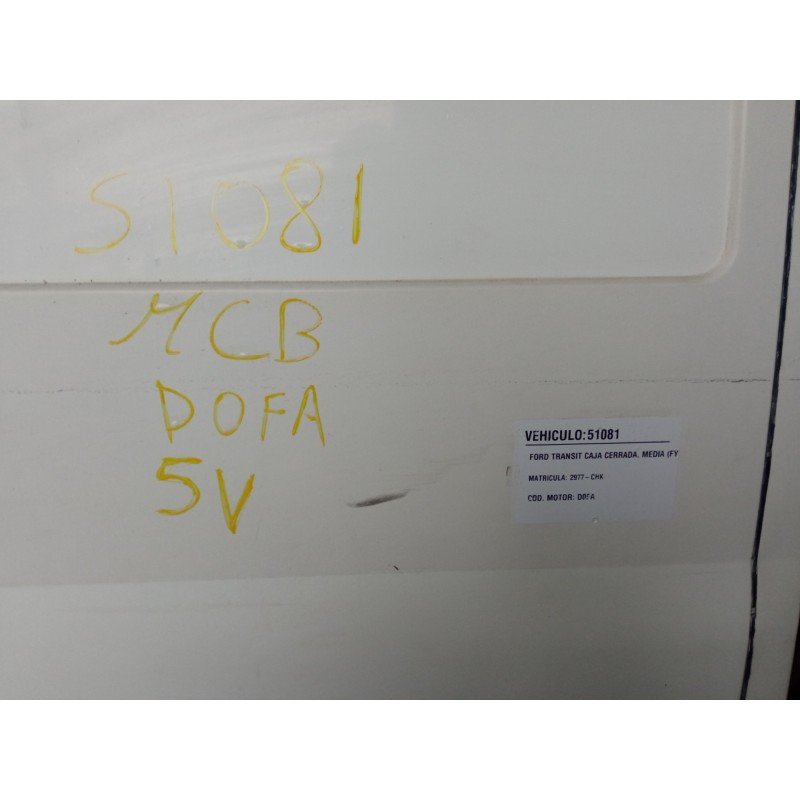 51081
MCB
DOFA
5V
VEHICULO:51081
FORD TRANSIT CAJA CERRADA, MEDIA (FY
MATRICULA: 2977-CHK
COD. MOTOR: D0FA